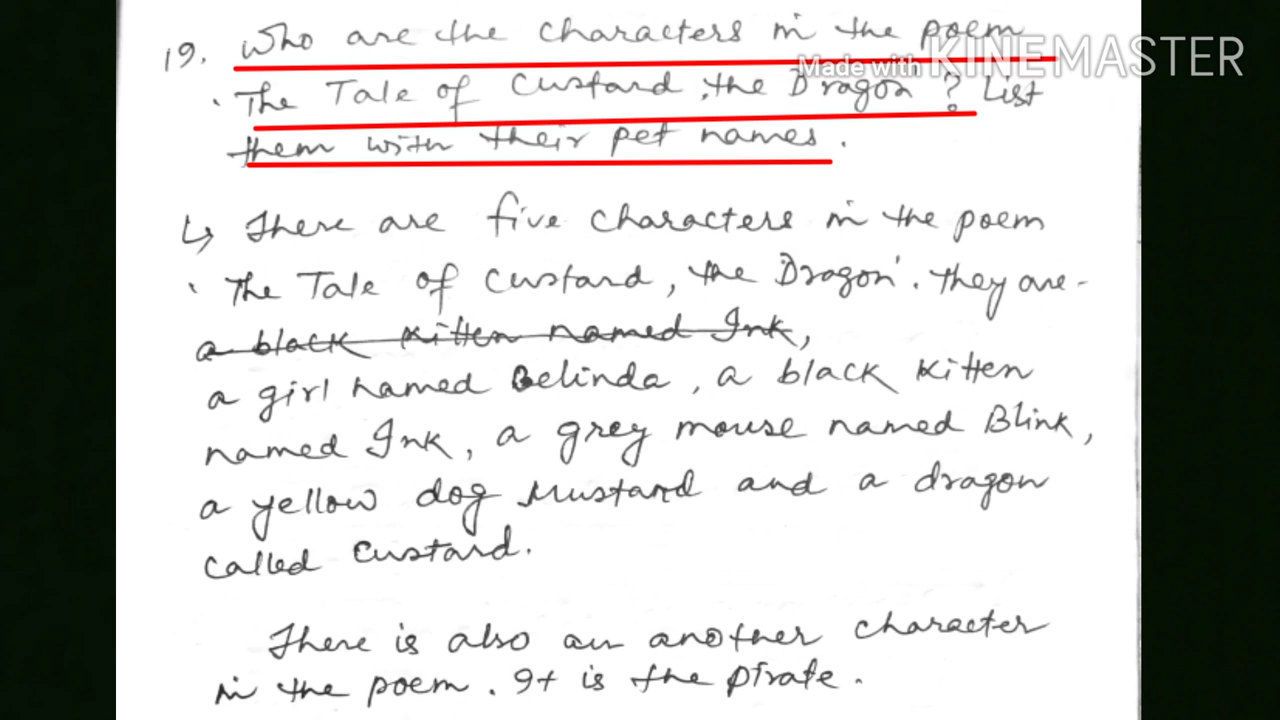 19. Who are the characters in the poem
Made with KINEMASTER
'The Tale of Custard, the Dragon'? List
them with their pet names.
↳ There are five characters in the poem
'The Tale of Custard, the Dragon'. They are -
a black kitten named Ink,
a girl named Belinda, a black kitten
named Ink, a grey mouse named Blink,
a yellow dog Mustard and a dragon
called Custard.
There is also an another character
in the poem. It is the pirate.